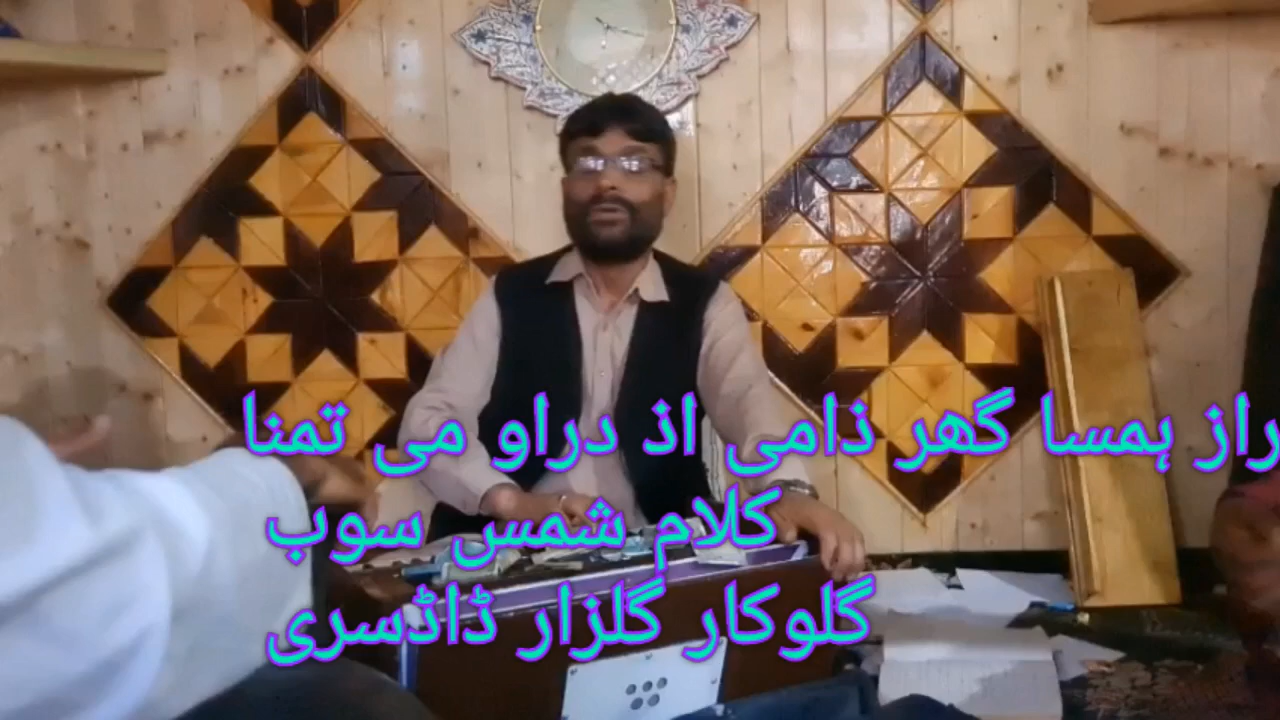 راز ہمسا گھر ذامی اذ دراو می تمنا
کلام شمس سوب
گلوکار گلزار ڈاڈسری